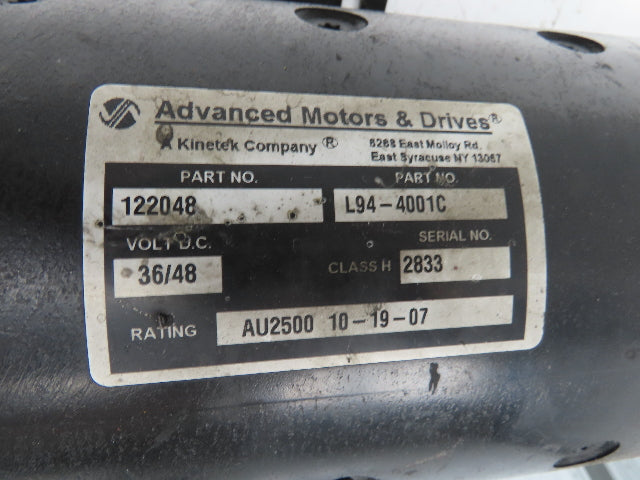 Advanced Motors & Drives®
A Kinetek Company ®
6268 East Molloy Rd.
East Syracuse NY 13057
PART NO. PART NO.
122048 L94-4001C
VOLT D.C. SERIAL NO.
36/48 CLASS H 2833
RATING AU2500 10-19-07